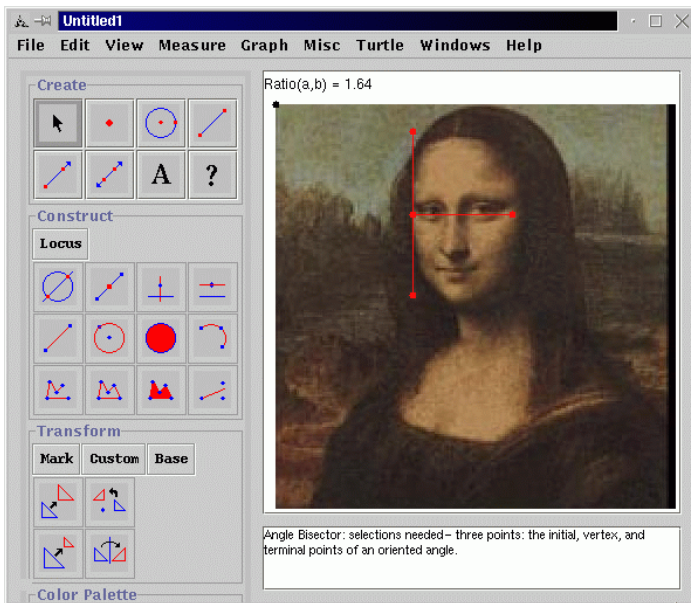 Untitled1
File Edit View Measure Graph Misc Turtle Windows Help
Create
A ?
Construct
Locus
Transform
Mark Custom Base
Color Palette
Ratio(a,b) = 1.64
Angle Bisector: selections needed– three points: the initial, vertex, and
terminal points of an oriented angle.